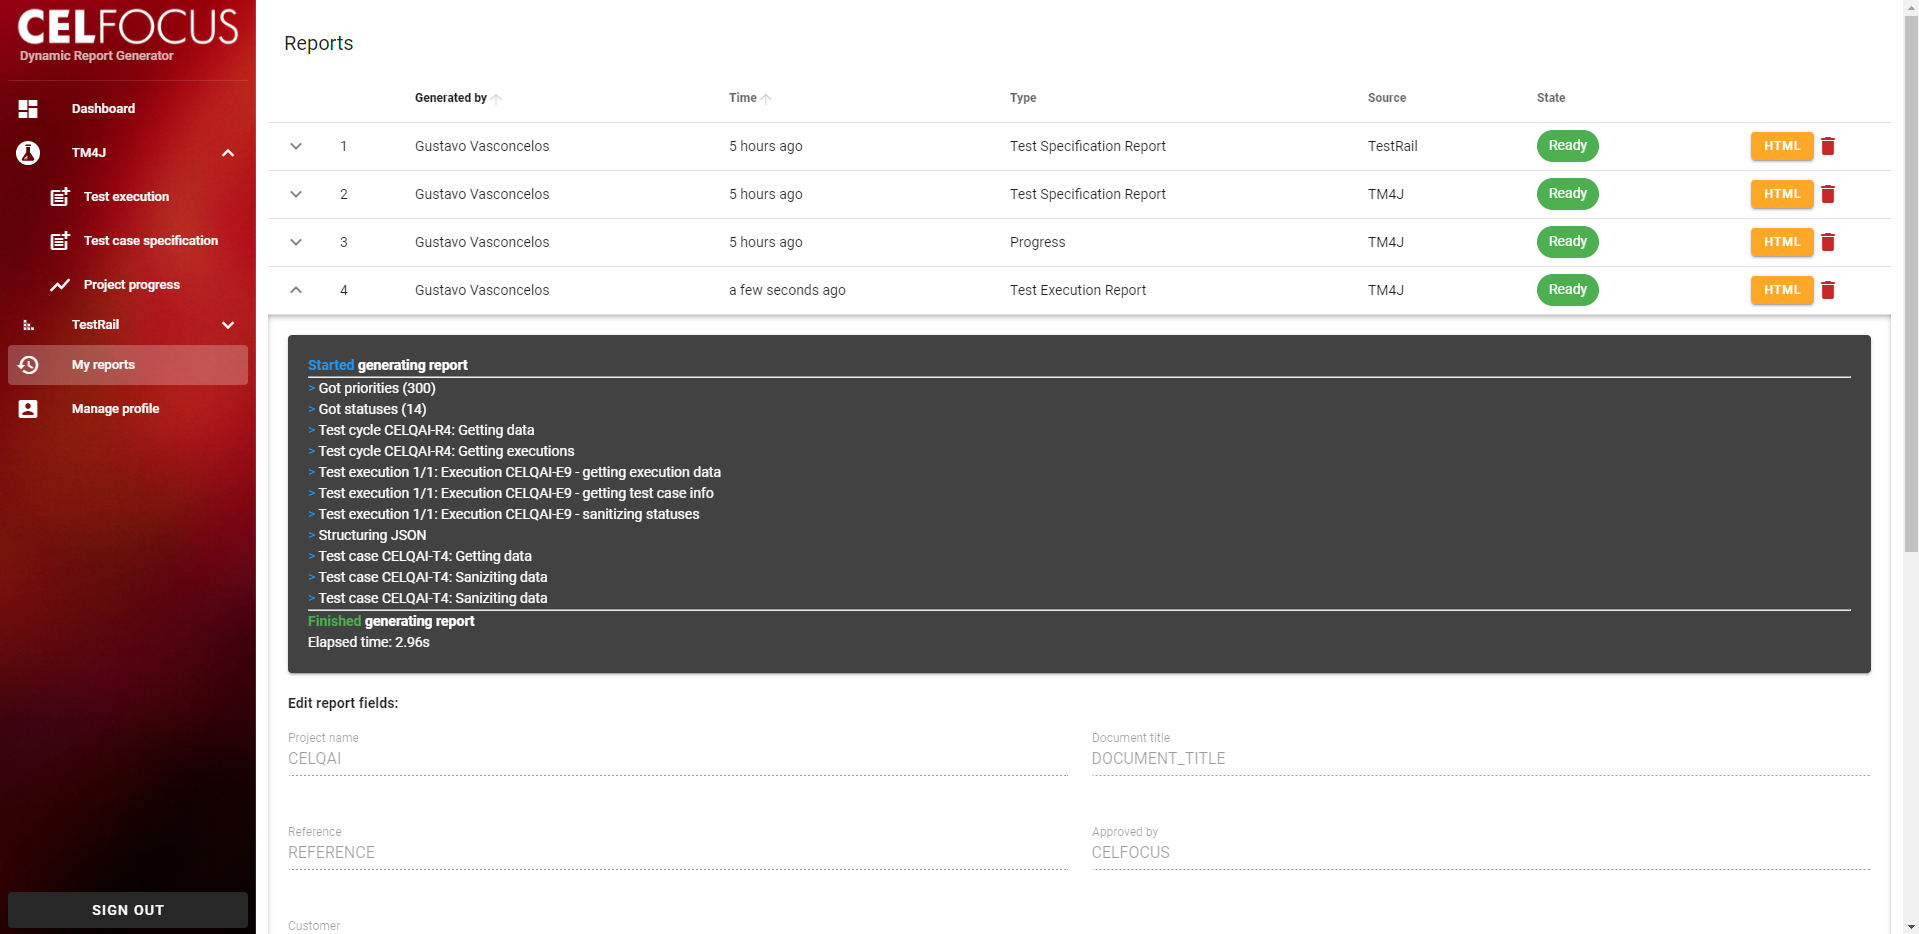 CELFOCUS
Dynamic Report Generator
Dashboard
TM4J
Test execution
Test case specification
Project progress
TestRail
My reports
Manage profile
SIGN OUT
Reports
Generated by Time Type Source State
1 Gustavo Vasconcelos 5 hours ago Test Specification Report TestRail Ready HTML
2 Gustavo Vasconcelos 5 hours ago Test Specification Report TM4J Ready HTML
3 Gustavo Vasconcelos 5 hours ago Progress TM4J Ready HTML
4 Gustavo Vasconcelos a few seconds ago Test Execution Report TM4J Ready HTML
Started generating report
> Got priorities (300)
> Got statuses (14)
> Test cycle CELQAI-R4: Getting data
> Test cycle CELQAI-R4: Getting executions
> Test execution 1/1: Execution CELQAI-E9 - getting execution data
> Test execution 1/1: Execution CELQAI-E9 - getting test case info
> Test execution 1/1: Execution CELQAI-E9 - sanitizing statuses
> Structuring JSON
> Test case CELQAI-T4: Getting data
> Test case CELQAI-T4: Saniziting data
> Test case CELQAI-T4: Saniziting data
Finished generating report
Elapsed time: 2.96s
Edit report fields:
Project name Document title
CELQAI DOCUMENT_TITLE
Reference Approved by
REFERENCE CELFOCUS
Customer